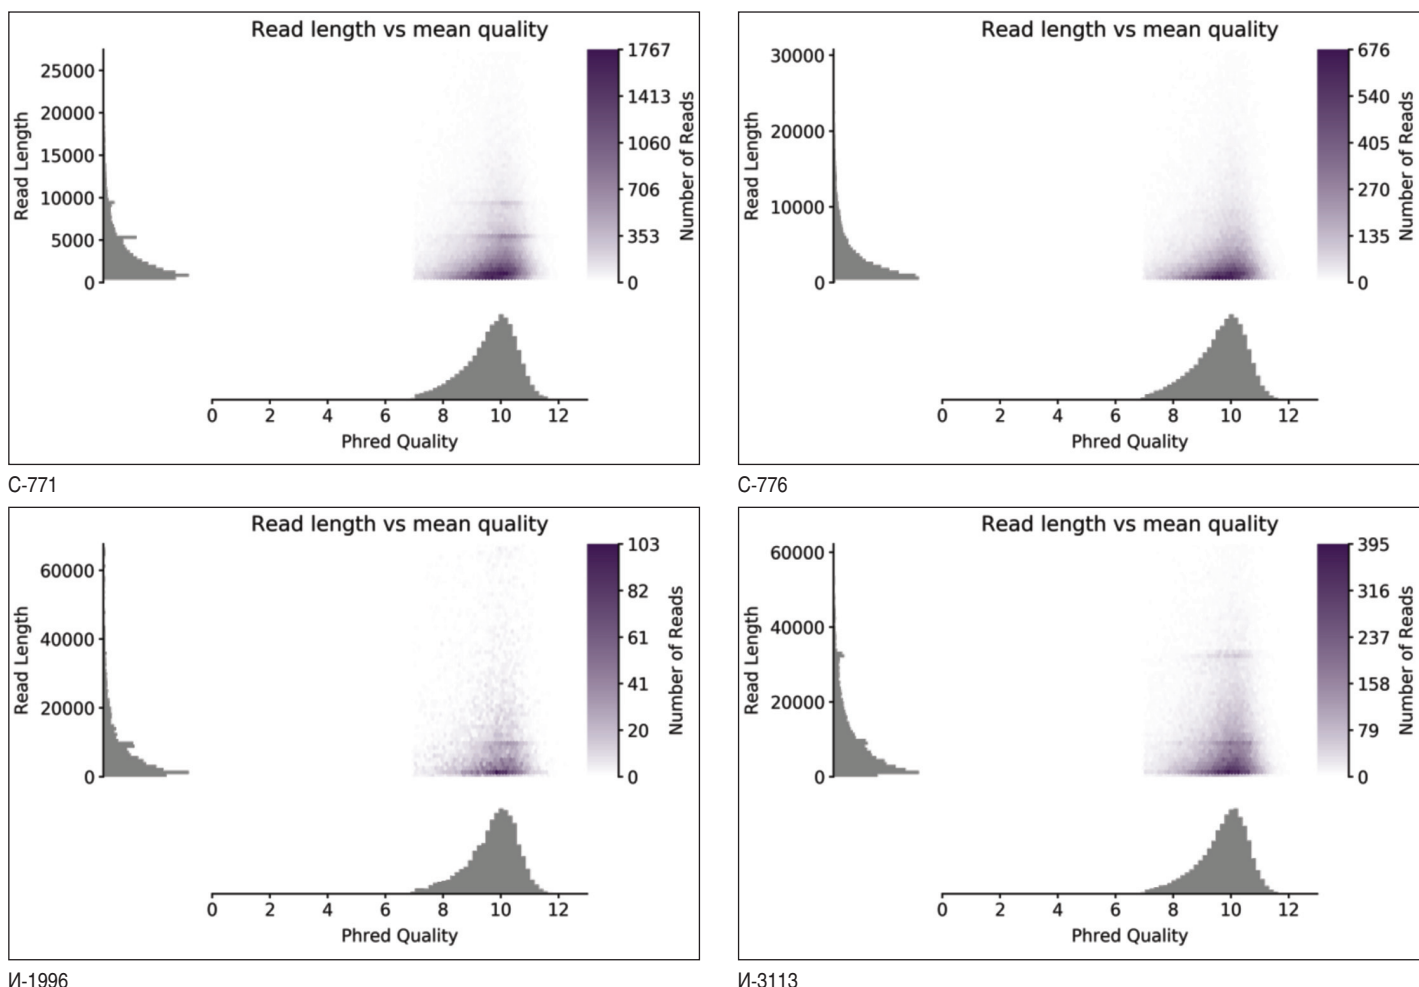 Read length vs mean quality
25000
20000
15000
10000
5000
0
Read Length
1767
1413
1060
706
353
0
Number of Reads
0 2 4 6 8 10 12
Phred Quality
С-771
Read length vs mean quality
30000
20000
10000
0
Read Length
676
540
405
270
135
0
Number of Reads
0 2 4 6 8 10 12
Phred Quality
С-776
Read length vs mean quality
60000
40000
20000
0
Read Length
103
82
61
41
20
0
Number of Reads
0 2 4 6 8 10 12
Phred Quality
И-1996
Read length vs mean quality
60000
40000
20000
0
Read Length
395
316
237
158
79
0
Number of Reads
0 2 4 6 8 10 12
Phred Quality
И-3113